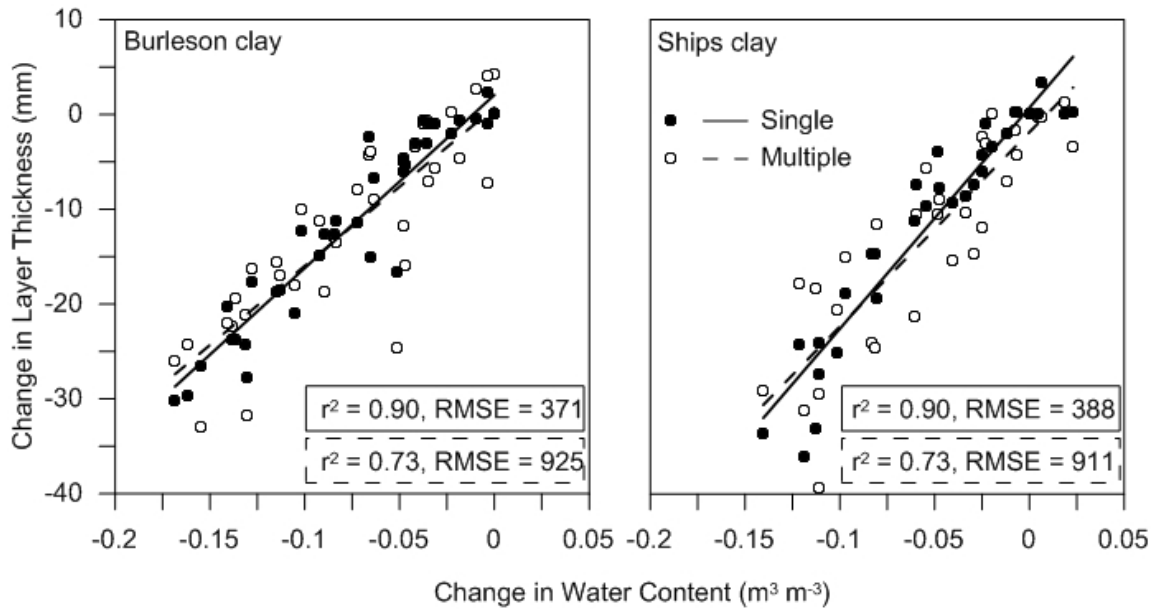 Burleson clay
Ships clay
Single
Multiple
Change in Layer Thickness (mm)
10
0
-10
-20
-30
-40
r² = 0.90, RMSE = 371
r² = 0.73, RMSE = 925
r² = 0.90, RMSE = 388
r² = 0.73, RMSE = 911
-0.2 -0.15 -0.1 -0.05 0 0.05
-0.2 -0.15 -0.1 -0.05 0 0.05
Change in Water Content (m³ m⁻³)